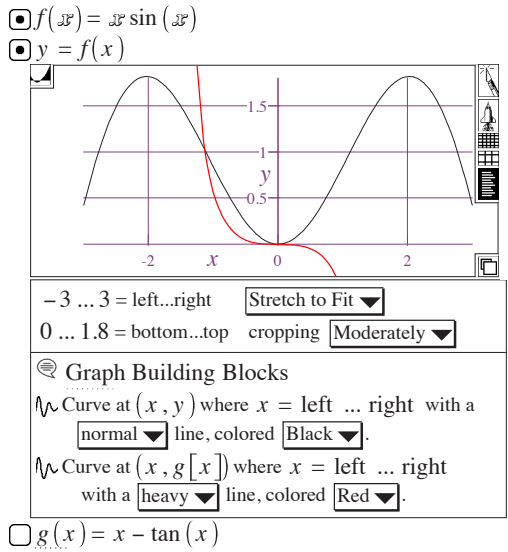 f(x) = x sin (x)
y = f(x)
1.5
1
y
0.5
-2 x 0 2
−3 ... 3 = left...right Stretch to Fit
0 ... 1.8 = bottom...top cropping Moderately
Graph Building Blocks
Curve at (x , y) where x = left ... right with a
normal line, colored Black .
Curve at (x , g[x]) where x = left ... right
with a heavy line, colored Red .
g(x) = x − tan (x)